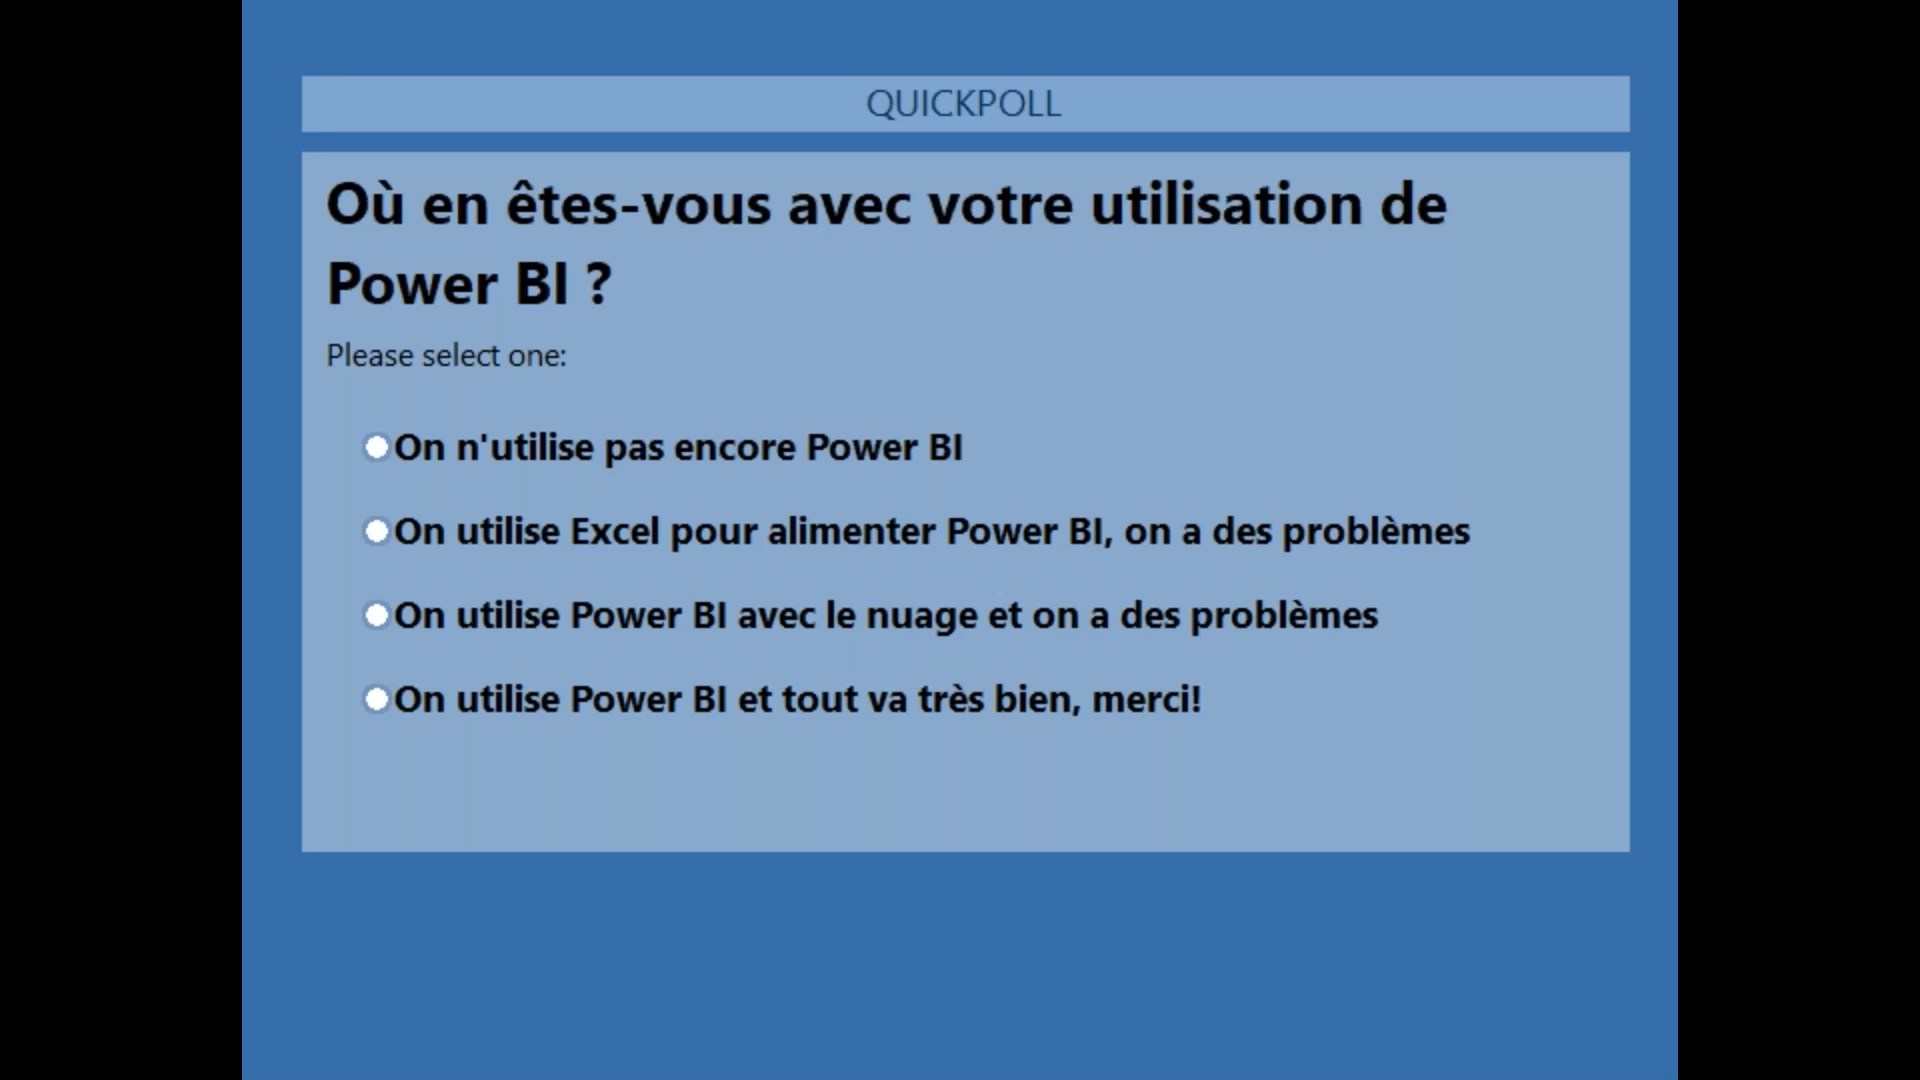 QUICKPOLL
Où en êtes-vous avec votre utilisation de
Power BI ?
Please select one:
On n'utilise pas encore Power BI
On utilise Excel pour alimenter Power BI, on a des problèmes
On utilise Power BI avec le nuage et on a des problèmes
On utilise Power BI et tout va très bien, merci!